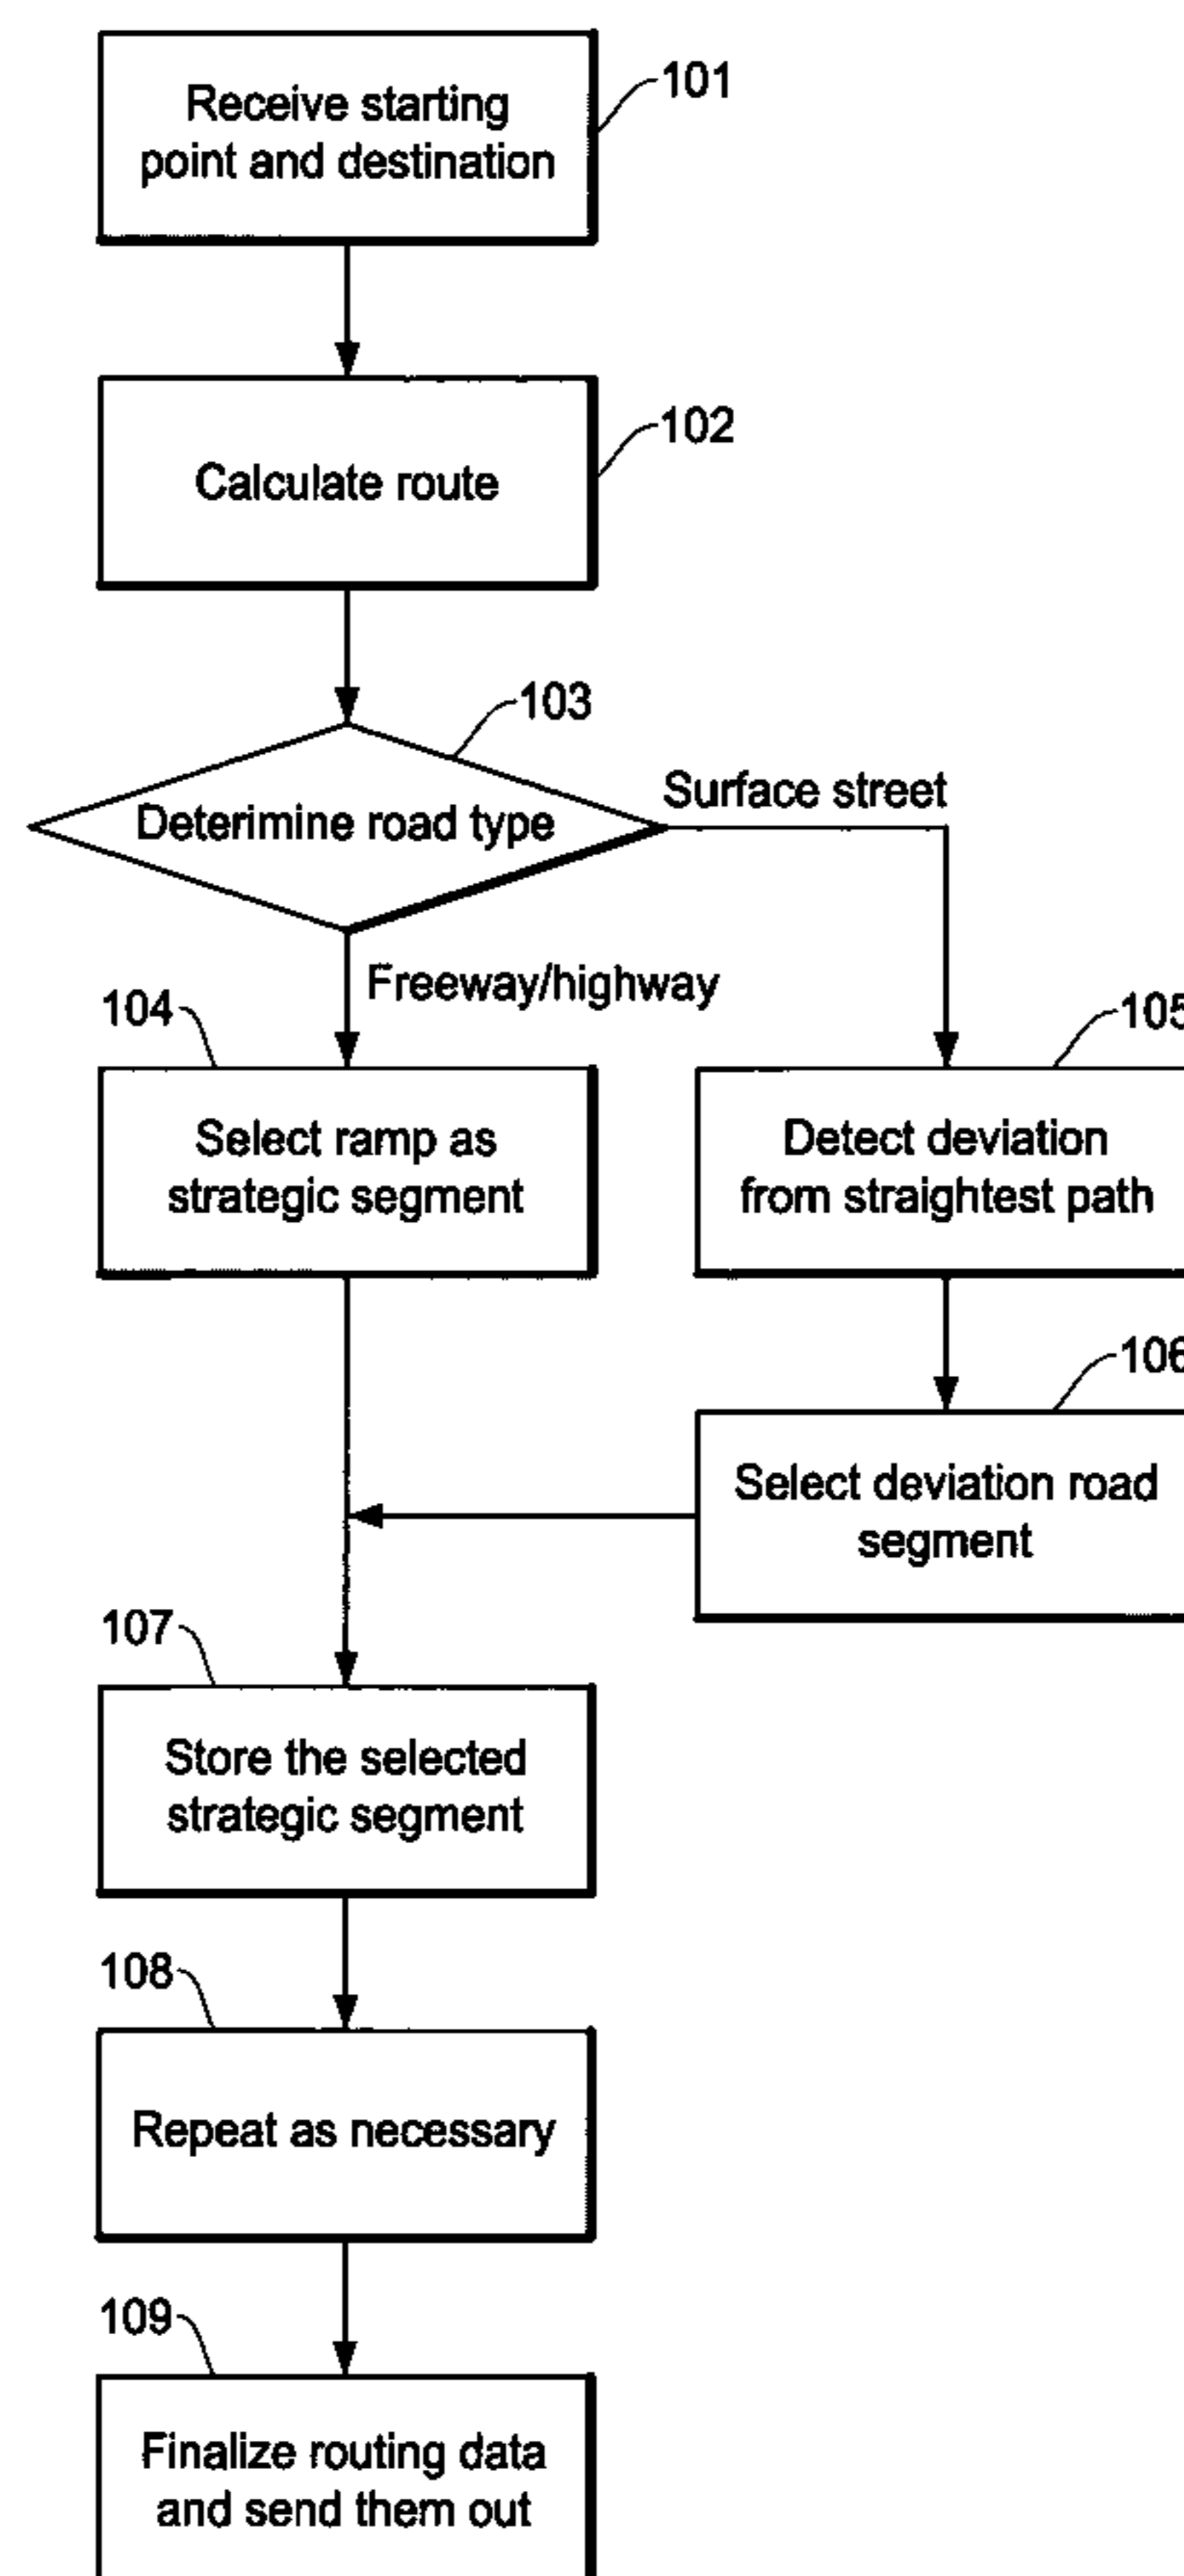 Receive starting
point and destination
101
Calculate route
102
103
Deterimine road type
Surface street
Freeway/highway
104
Select ramp as
strategic segment
105
Detect deviation
from straightest path
106
Select deviation road
segment
107
Store the selected
strategic segment
108
Repeat as necessary
109
Finalize routing data
and send them out